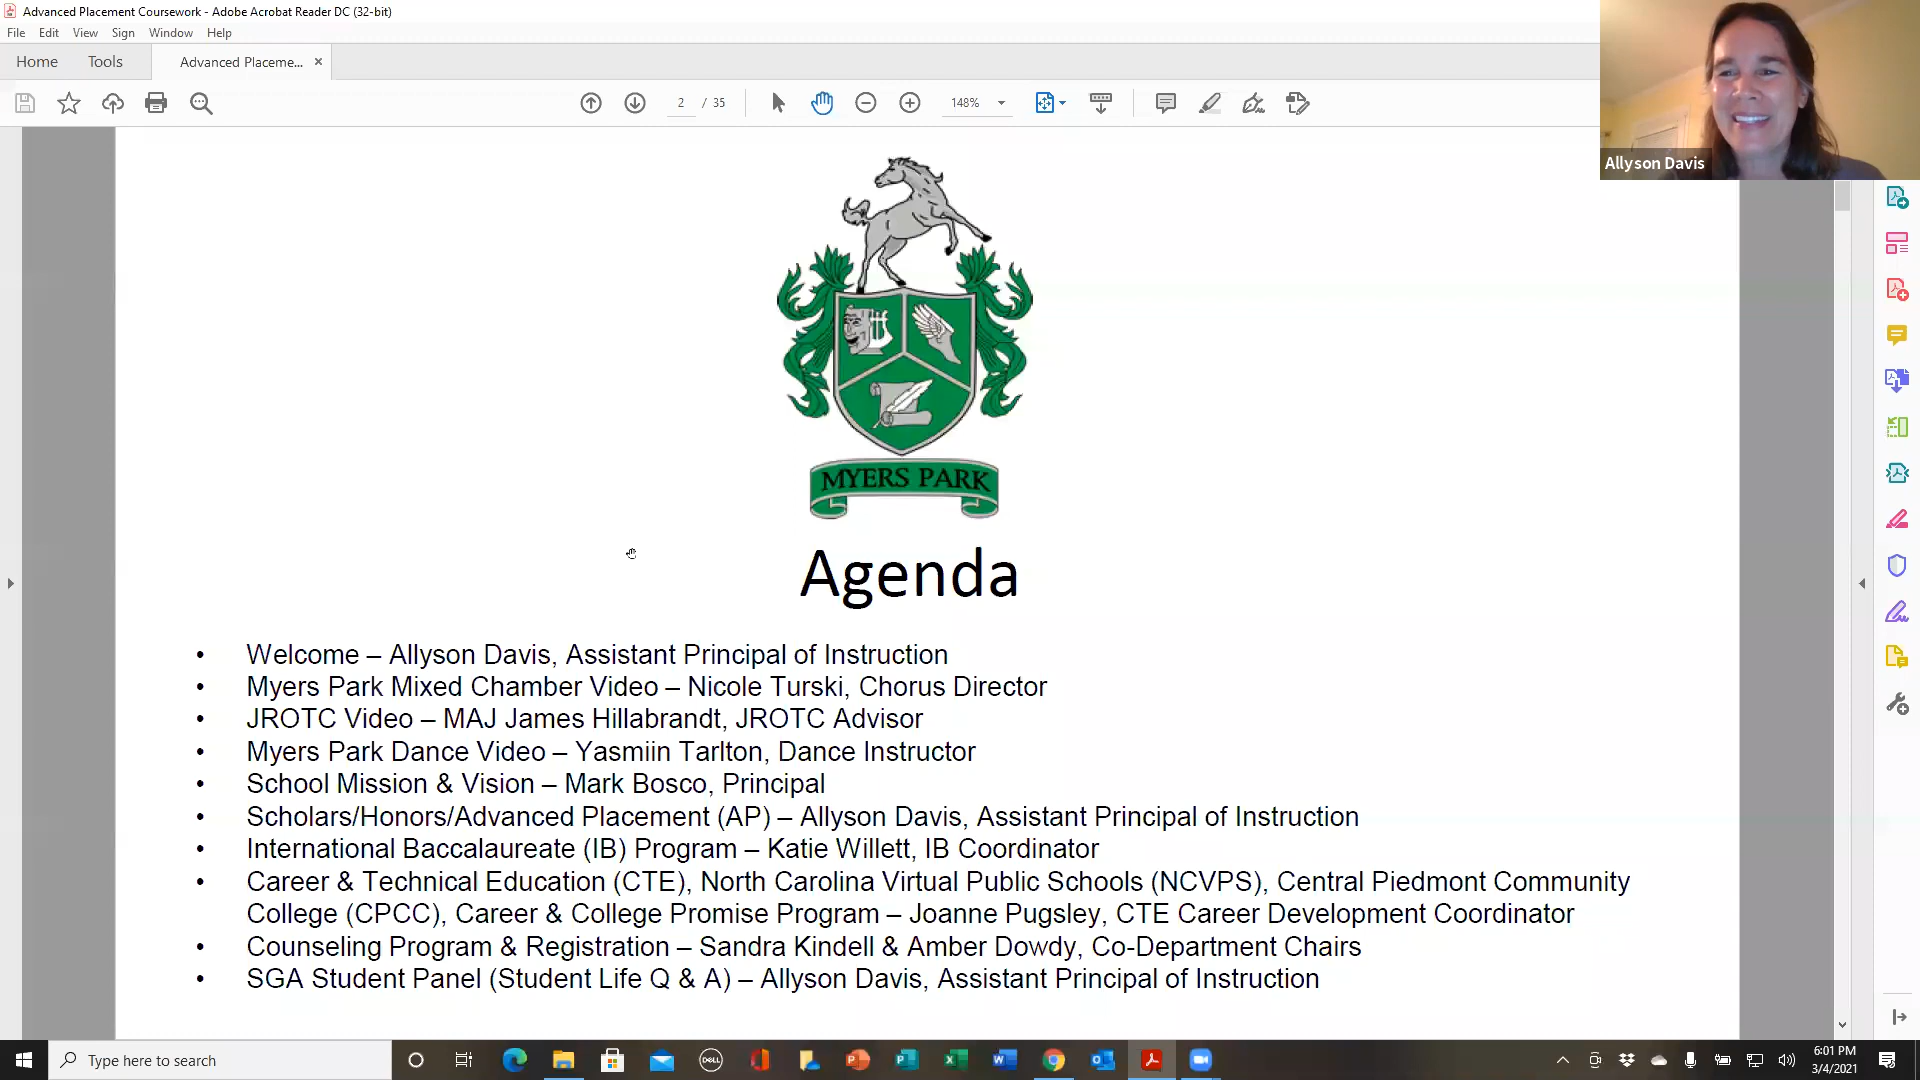 Advanced Placement Coursework - Adobe Acrobat Reader DC (32-bit)
File Edit View Sign Window Help
Home Tools Advanced Placeme... ×
2 / 35 148%
Allyson Davis
MYERS PARK
Agenda
• Welcome – Allyson Davis, Assistant Principal of Instruction
• Myers Park Mixed Chamber Video – Nicole Turski, Chorus Director
• JROTC Video – MAJ James Hillabrandt, JROTC Advisor
• Myers Park Dance Video – Yasmiin Tarlton, Dance Instructor
• School Mission & Vision – Mark Bosco, Principal
• Scholars/Honors/Advanced Placement (AP) – Allyson Davis, Assistant Principal of Instruction
• International Baccalaureate (IB) Program – Katie Willett, IB Coordinator
• Career & Technical Education (CTE), North Carolina Virtual Public Schools (NCVPS), Central Piedmont Community
College (CPCC), Career & College Promise Program – Joanne Pugsley, CTE Career Development Coordinator
• Counseling Program & Registration – Sandra Kindell & Amber Dowdy, Co-Department Chairs
• SGA Student Panel (Student Life Q & A) – Allyson Davis, Assistant Principal of Instruction
Type here to search
DELL
6:01 PM
3/4/2021